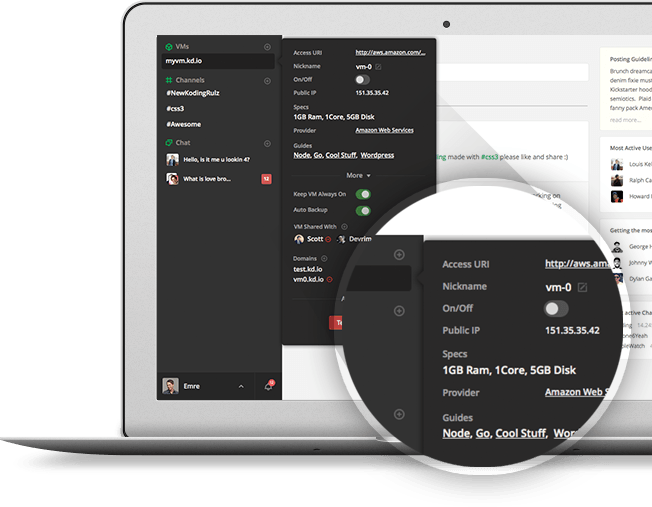 VMs
myvm.kd.io
Channels
#NewKodingRulz
#css3
#Awesome
Chat
Hello, is it me u lookin 4?
What is love bro...
52
Emre
Access URI
http://aws.amazon.com/...
Nickname
vm-0
On/Off
Public IP
151.35.35.42
Specs
1GB Ram, 1Core, 5GB Disk
Provider
Amazon Web Services
Guides
Node, Go, Cool Stuff, Wordpress
More
Keep VM Always On
Auto Backup
VM Shared With
Scott
Devrim
Domains
test.kd.io
vm0.kd.io
made with #css3 please like and share :)
rking on
Posting Guidelin
Brunch dreamca
denim fixie must
Kickstarter hood
semiotics. Plaid
fanny pack Ame
read more...
Most Active Use
Louis Ke
Ralph Ca
Howard
Getting the mos
George H
Johnny W
Dylan Ga
active Cha
14,24
Access URI
http://aws.ama
Nickname
vm-0
On/Off
Public IP
151.35.35.42
Specs
1GB Ram, 1Core, 5GB Disk
Provider
Amazon Web S
Guides
Node, Go, Cool Stuff, Wor